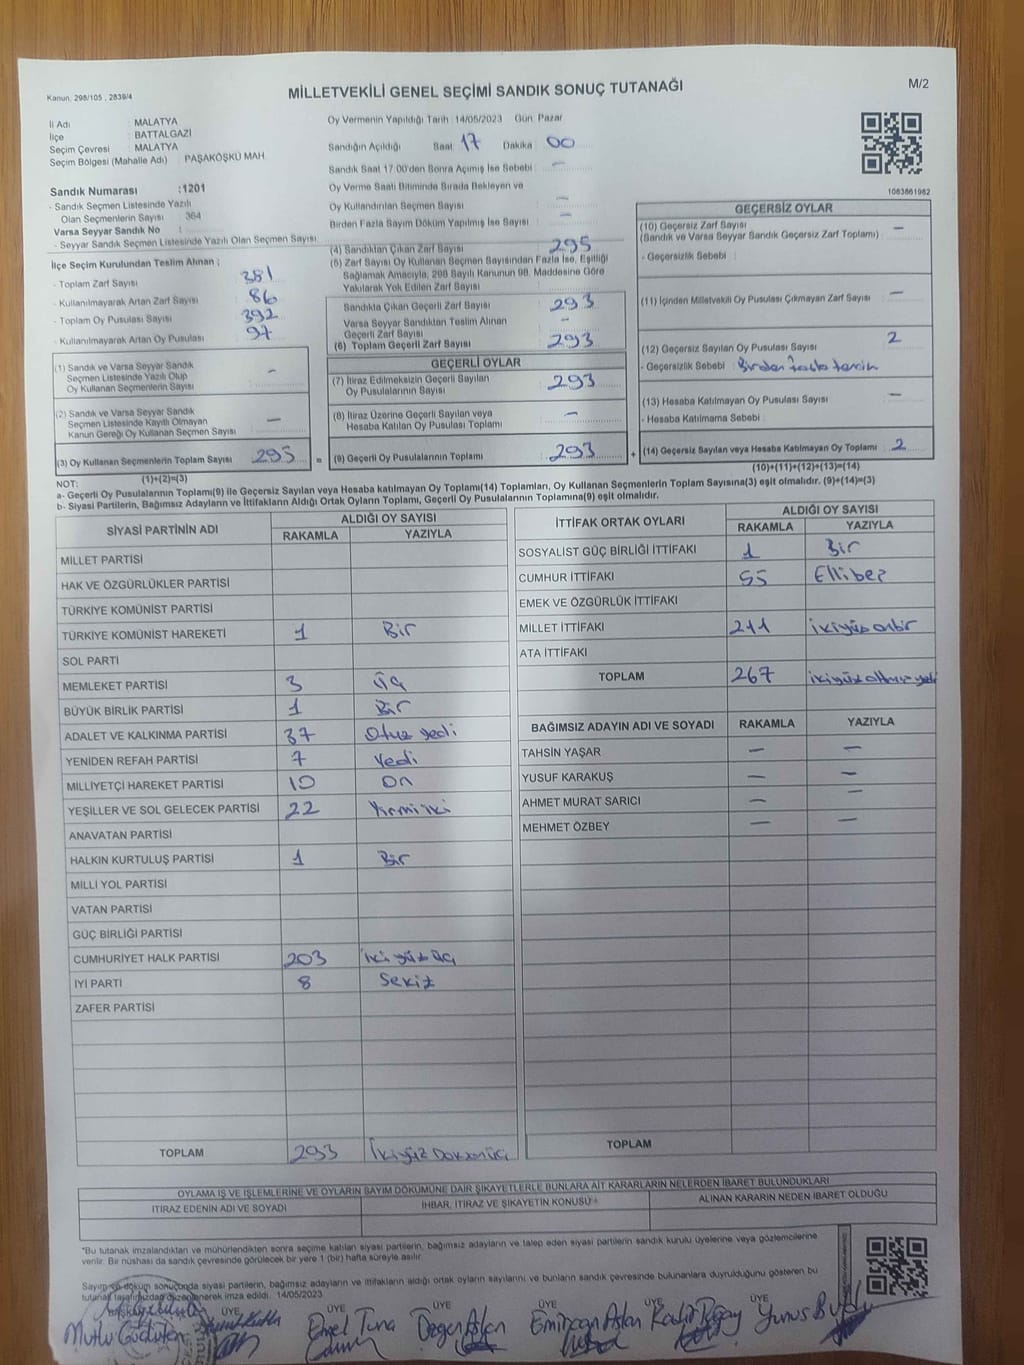 Kanun, 298/105 , 2839/4
MİLLETVEKİLİ GENEL SEÇİMİ SANDIK SONUÇ TUTANAĞI
M/2
İl Adı : MALATYA
İlçe : BATTALGAZİ
Seçim Çevresi : MALATYA
Seçim Bölgesi (Mahalle Adı) : PAŞAKÖŞKÜ MAH
Oy Vermenin Yapıldığı Tarih : 14/05/2023 Gün: Pazar
Sandığın Açıldığı Saat 17 Dakika 00
Sandık Saat 17.00'den Sonra Açımış İse Sebebi : —
Oy Verme Saati Bitiminde Sırada Bekleyen ve
Oy Kullandırılan Seçmen Sayısı : —
Birden Fazla Sayım Döküm Yapılmış İse Sayısı : —
1083861982
Sandık Numarası :1201
- Sandık Seçmen Listesinde Yazılı
Olan Seçmenlerin Sayısı : 364
Varsa Seyyar Sandık No :
- Seyyar Sandık Seçmen Listesinde Yazılı Olan Seçmen Sayısı:
İlçe Seçim Kurulundan Teslim Alınan ;
- Toplam Zarf Sayısı : 381
- Kullanılmayarak Artan Zarf Sayısı : 86
- Toplam Oy Pusulası Sayısı : 392
- Kullanılmayarak Artan Oy Pusulası : 97
(1) Sandık ve Varsa Seyyar Sandık
Seçmen Listesinde Yazılı Olup
Oy Kullanan Seçmenlerin Sayısı : -
(2) Sandık ve Varsa Seyyar Sandık
Seçmen Listesinde Kayıtlı Olmayan
Kanun Gereği Oy Kullanan Seçmen Sayısı : —
(3) Oy Kullanan Seçmenlerin Toplam Sayısı : 295
(1)+(2)=(3)
(4) Sandıktan Çıkan Zarf Sayısı : 295
(5) Zarf Sayısı Oy Kullanan Seçmen Sayısından Fazla İse, Eşitliği
Sağlamak Amacıyla, 298 Sayılı Kanunun 98. Maddesine Göre
Yakılarak Yok Edilen Zarf Sayısı :
Sandıkta Çıkan Geçerli Zarf Sayısı : 293
Varsa Seyyar Sandıktan Teslim Alınan
Geçerli Zarf Sayısı : -
(6) Toplam Geçerli Zarf Sayısı : 293
GEÇERLİ OYLAR
(7) İtiraz Edilmeksizin Geçerli Sayılan
Oy Pusulalarının Sayısı : 293
(8) İtiraz Üzerine Geçerli Sayılan veya
Hesaba Katılan Oy Pusulası Toplamı : —
= (9) Geçerli Oy Pusulalarının Toplamı : 293
GEÇERSİZ OYLAR
(10) Geçersiz Zarf Sayısı
(Sandık ve Varsa Seyyar Sandık Geçersiz Zarf Toplamı) : —
- Geçersizlik Sebebi :
(11) İçinden Milletvekili Oy Pusulası Çıkmayan Zarf Sayısı : —
(12) Geçersiz Sayılan Oy Pusulası Sayısı : 2
- Geçersizlik Sebebi : Birden fazla tercih
(13) Hesaba Katılmayan Oy Pusulası Sayısı : —
- Hesaba Katılmama Sebebi :
+ (14) Geçersiz Sayılan veya Hesaba Katılmayan Oy Toplamı : 2
(10)+(11)+(12)+(13)=(14)
NOT:
a- Geçerli Oy Pusulalarının Toplamı(9) ile Geçersiz Sayılan veya Hesaba katılmayan Oy Toplamı(14) Toplamları, Oy Kullanan Seçmenlerin Toplam Sayısına(3) eşit olmalıdır. (9)+(14)=(3)
b- Siyasi Partilerin, Bağımsız Adayların ve İttifakların Aldığı Ortak Oyların Toplamı, Geçerli Oy Pusulalarının Toplamına(9) eşit olmalıdır.
SİYASİ PARTİNİN ADI ALDIĞI OY SAYISI
RAKAMLA YAZIYLA
MİLLET PARTİSİ
HAK VE ÖZGÜRLÜKLER PARTİSİ
TÜRKİYE KOMÜNİST PARTİSİ
TÜRKİYE KOMÜNİST HAREKETİ 1 Bir
SOL PARTİ
MEMLEKET PARTİSİ 3 Üç
BÜYÜK BİRLİK PARTİSİ 1 Bir
ADALET VE KALKINMA PARTİSİ 37 Otuz yedi
YENİDEN REFAH PARTİSİ 7 Yedi
MİLLİYETÇİ HAREKET PARTİSİ 10 On
YEŞİLLER VE SOL GELECEK PARTİSİ 22 Yirmi iki
ANAVATAN PARTİSİ
HALKIN KURTULUŞ PARTİSİ 1 Bir
MİLLİ YOL PARTİSİ
VATAN PARTİSİ
GÜÇ BİRLİĞİ PARTİSİ
CUMHURİYET HALK PARTİSİ 203 İki yüz üç
İYİ PARTİ 8 Sekiz
ZAFER PARTİSİ
TOPLAM 293 İkiyüz Doksanüç
İTTİFAK ORTAK OYLARI ALDIĞI OY SAYISI
RAKAMLA YAZIYLA
SOSYALİST GÜÇ BİRLİĞİ İTTİFAKI 1 Bir
CUMHUR İTTİFAKI 55 Ellibeş
EMEK VE ÖZGÜRLÜK İTTİFAKI
MİLLET İTTİFAKI 211 ikiyüz onbir
ATA İTTİFAKI
TOPLAM 267 ikiyüz altmış yedi
BAĞIMSIZ ADAYIN ADI VE SOYADI RAKAMLA YAZIYLA
TAHSİN YAŞAR — —
YUSUF KARAKUŞ — —
AHMET MURAT SARICI — —
MEHMET ÖZBEY — —
TOPLAM
OYLAMA İŞ VE İŞLEMLERİNE VE OYLARIN SAYIM DÖKÜMÜNE DAİR ŞİKAYETLERLE BUNLARA AİT KARARLARIN NELERDEN İBARET BULUNDUKLARI
İTİRAZ EDENİN ADI VE SOYADI İHBAR, İTİRAZ VE ŞİKAYETİN KONUSU * ALINAN KARARIN NEDEN İBARET OLDUĞU
*Bu tutanak imzalandıktan ve mühürlendikten sonra seçime katılan siyasi partilerin, bağımsız adayların ve talep eden siyasi partilerin sandık kurulu üyelerine veya gözlemcilerine
verilir. Bir nüshası da sandık çevresinde görülecek bir yere 1 (bir) hafta süreyle asılır.
Sayım ve döküm sonucunda siyasi partilerin, bağımsız adayların ve ittifakların aldığı ortak oyların sayılarını ve bunların sandık çevresinde bulunanlara duyrulduğunu gösteren bu
tutanak tarafımızdan düzenlenerek imza edildi. 14/05/2023
ÜYE ÜYE ÜYE ÜYE ÜYE
Emel Tuna Emircan Aslan Yunus